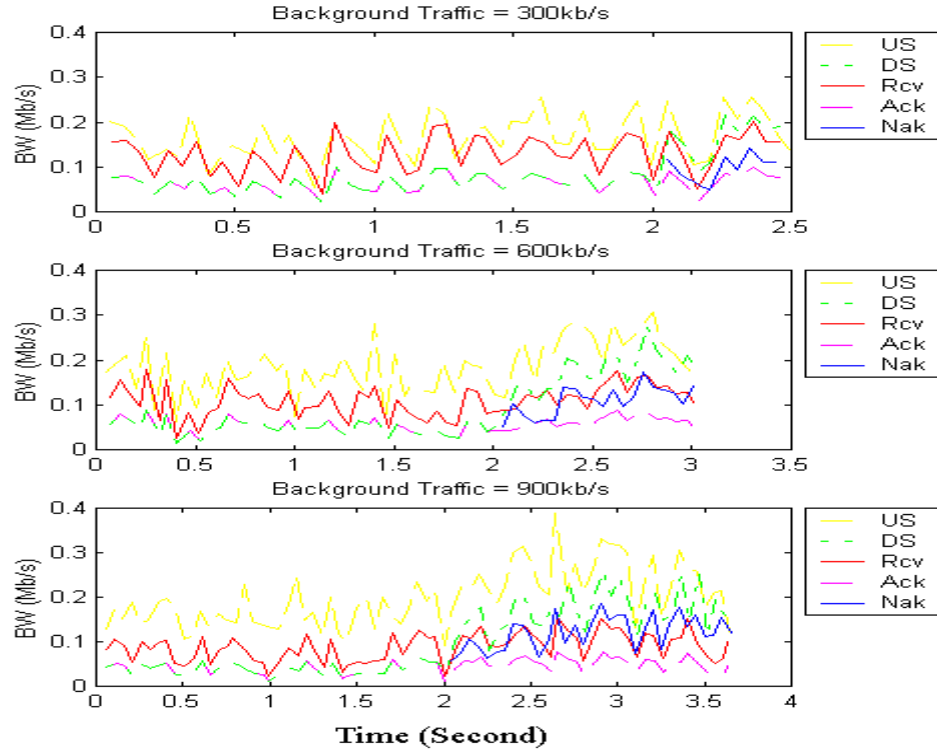 Background Traffic = 300kb/s
0.4
0.3
0.2
0.1
0
BW (Mb/s)
0.5
1
1.5
2
2.5
US
DS
Rcv
Ack
Nak
Background Traffic = 600kb/s
0.4
0.3
0.2
0.1
0
BW (Mb/s)
0
0.5
1
1.5
2
2.5
3
3.5
US
DS
Rcv
Ack
Nak
Background Traffic = 900kb/s
0.4
0.3
0.2
0.1
0
BW (Mb/s)
0
0.5
1
1.5
2
2.5
3
3.5
4
US
DS
Rcv
Ack
Nak
Time (Second)